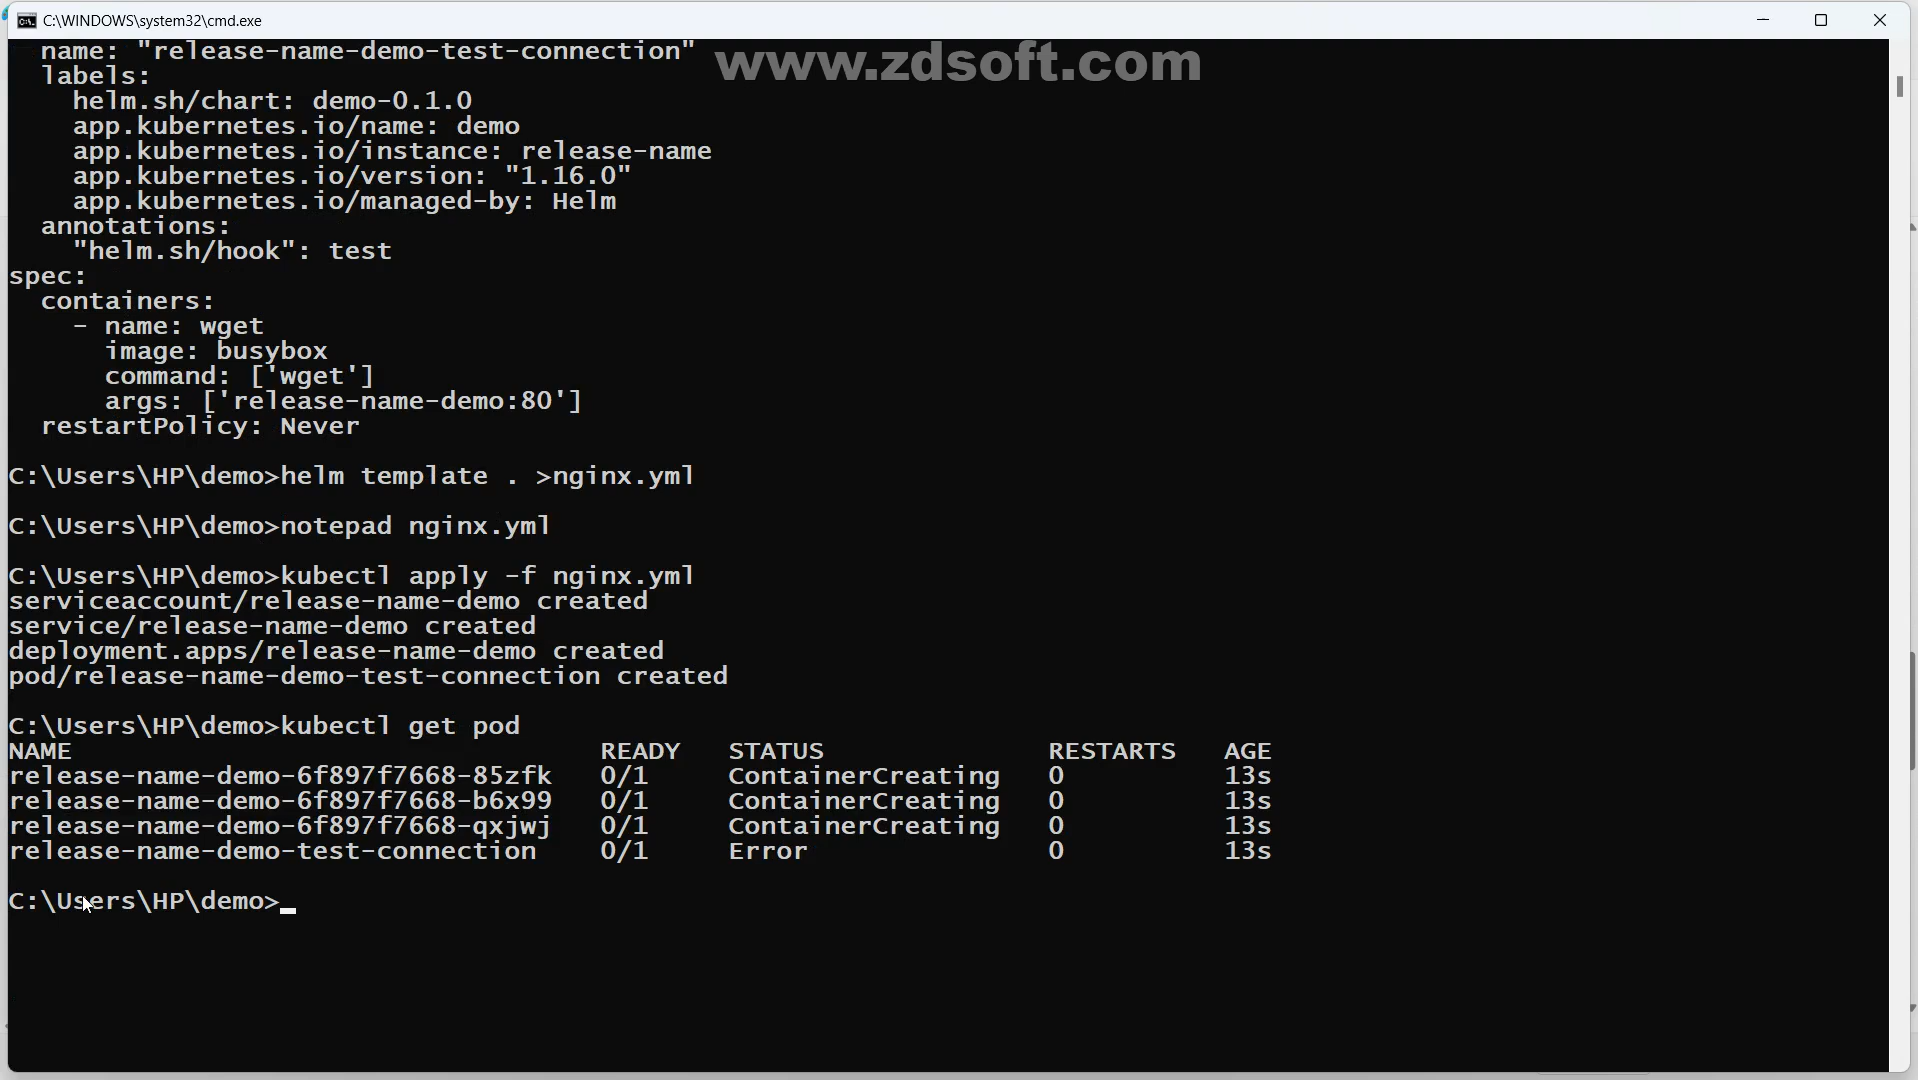 C:\WINDOWS\system32\cmd.exe
www.zdsoft.com
  name: "release-name-demo-test-connection"
  labels:
    helm.sh/chart: demo-0.1.0
    app.kubernetes.io/name: demo
    app.kubernetes.io/instance: release-name
    app.kubernetes.io/version: "1.16.0"
    app.kubernetes.io/managed-by: Helm
  annotations:
    "helm.sh/hook": test
spec:
  containers:
    - name: wget
      image: busybox
      command: ['wget']
      args: ['release-name-demo:80']
  restartPolicy: Never
C:\Users\HP\demo>helm template . >nginx.yml
C:\Users\HP\demo>notepad nginx.yml
C:\Users\HP\demo>kubectl apply -f nginx.yml
serviceaccount/release-name-demo created
service/release-name-demo created
deployment.apps/release-name-demo created
pod/release-name-demo-test-connection created
C:\Users\HP\demo>kubectl get pod
NAME                                 READY   STATUS              RESTARTS   AGE
release-name-demo-6f897f7668-85zfk   0/1     ContainerCreating   0          13s
release-name-demo-6f897f7668-b6x99   0/1     ContainerCreating   0          13s
release-name-demo-6f897f7668-qxjwj   0/1     ContainerCreating   0          13s
release-name-demo-test-connection    0/1     Error               0          13s
C:\Users\HP\demo>